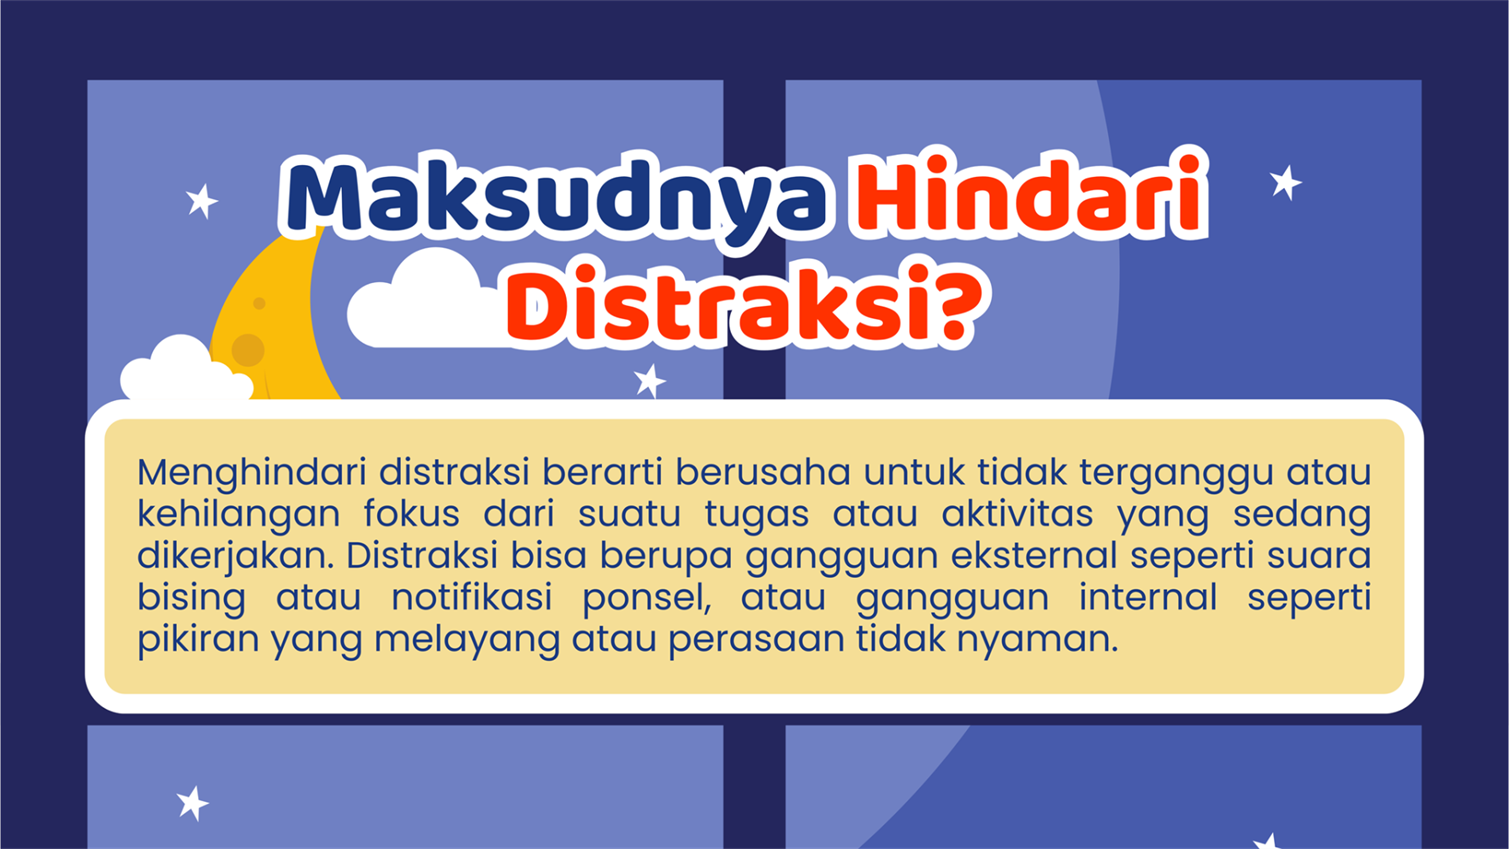 Maksudnya Hindari
Distraksi?
Menghindari distraksi berarti berusaha untuk tidak terganggu atau
kehilangan fokus dari suatu tugas atau aktivitas yang sedang
dikerjakan. Distraksi bisa berupa gangguan eksternal seperti suara
bising atau notifikasi ponsel, atau gangguan internal seperti
pikiran yang melayang atau perasaan tidak nyaman.